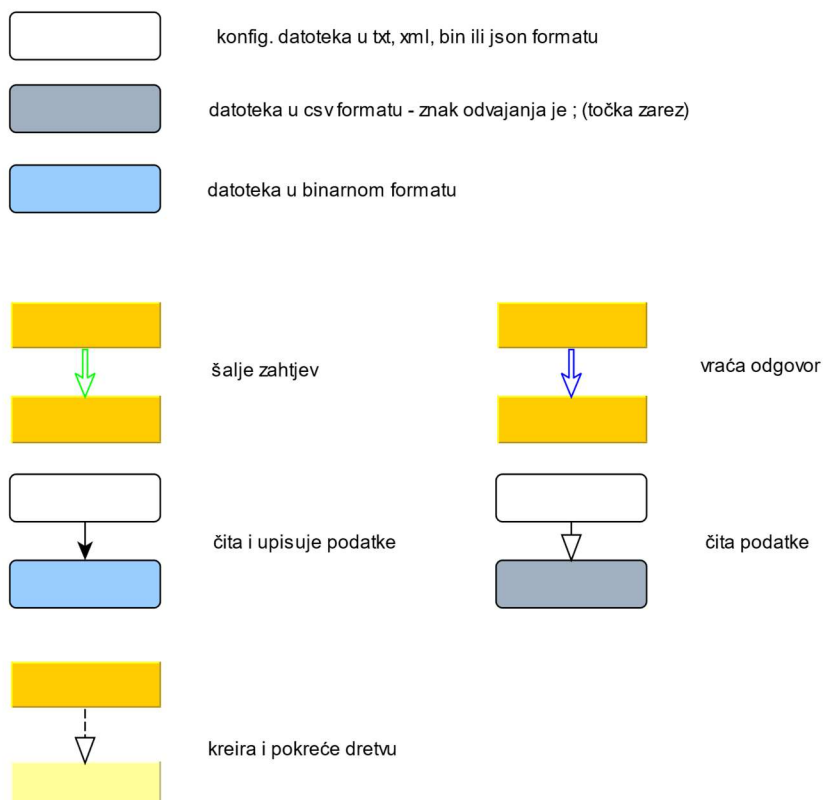 konfig. datoteka u txt, xml, bin ili json formatu
datoteka u csv formatu - znak odvajanja je ; (točka zarez)
datoteka u binarnom formatu
šalje zahtjev
vraća odgovor
čita i upisuje podatke
čita podatke
kreira i pokreće dretvu